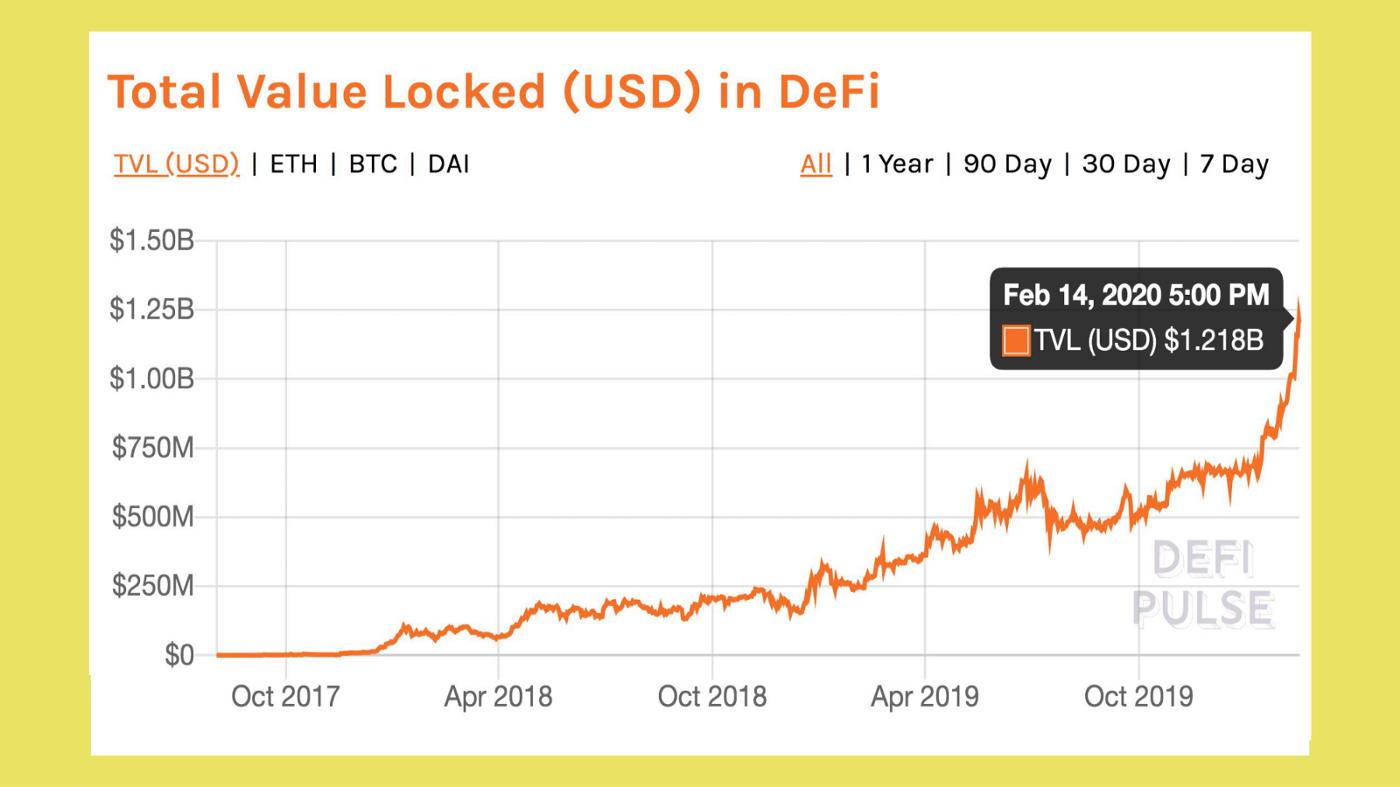 Total Value Locked (USD) in DeFi
TVL (USD) | ETH | BTC | DAI
All | 1 Year | 90 Day | 30 Day | 7 Day
$1.50B
$1.25B
$1.00B
$750M
$500M
$250M
$0
Feb 14, 2020 5:00 PM
TVL (USD) $1.218B
DEFI
PULSE
Oct 2017
Apr 2018
Oct 2018
Apr 2019
Oct 2019